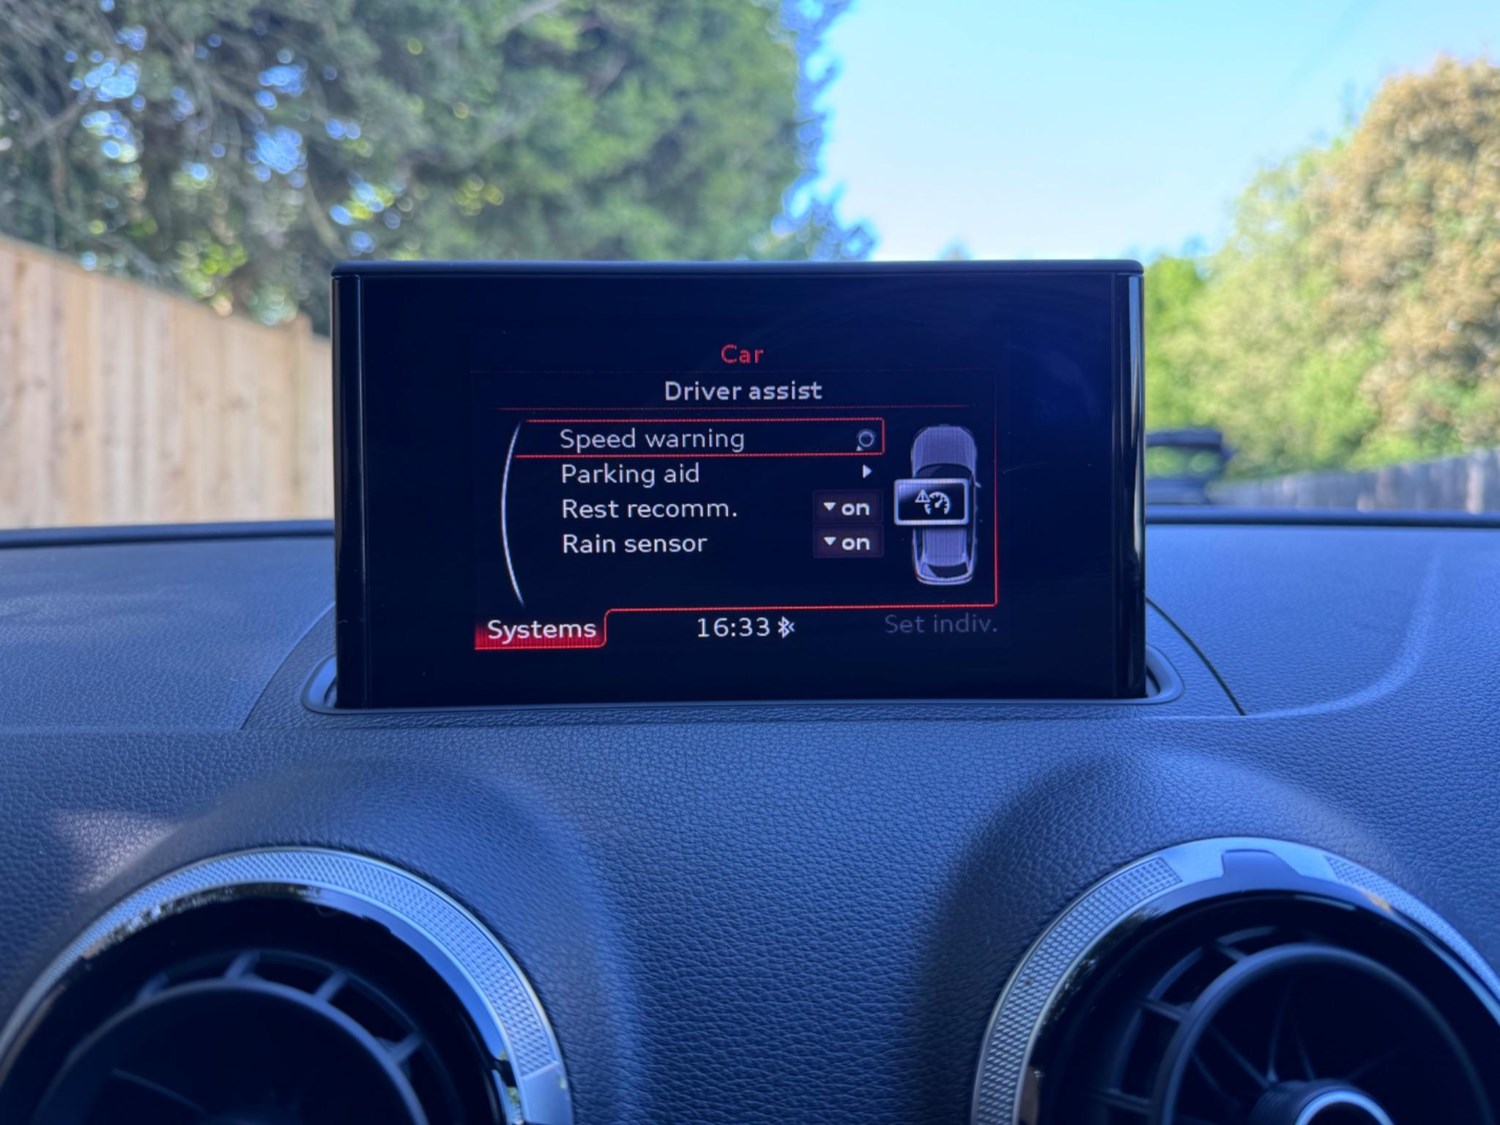 Car
Driver assist
Speed warning
Parking aid
Rest recomm. on
Rain sensor on
Systems 16:33 Set indiv.